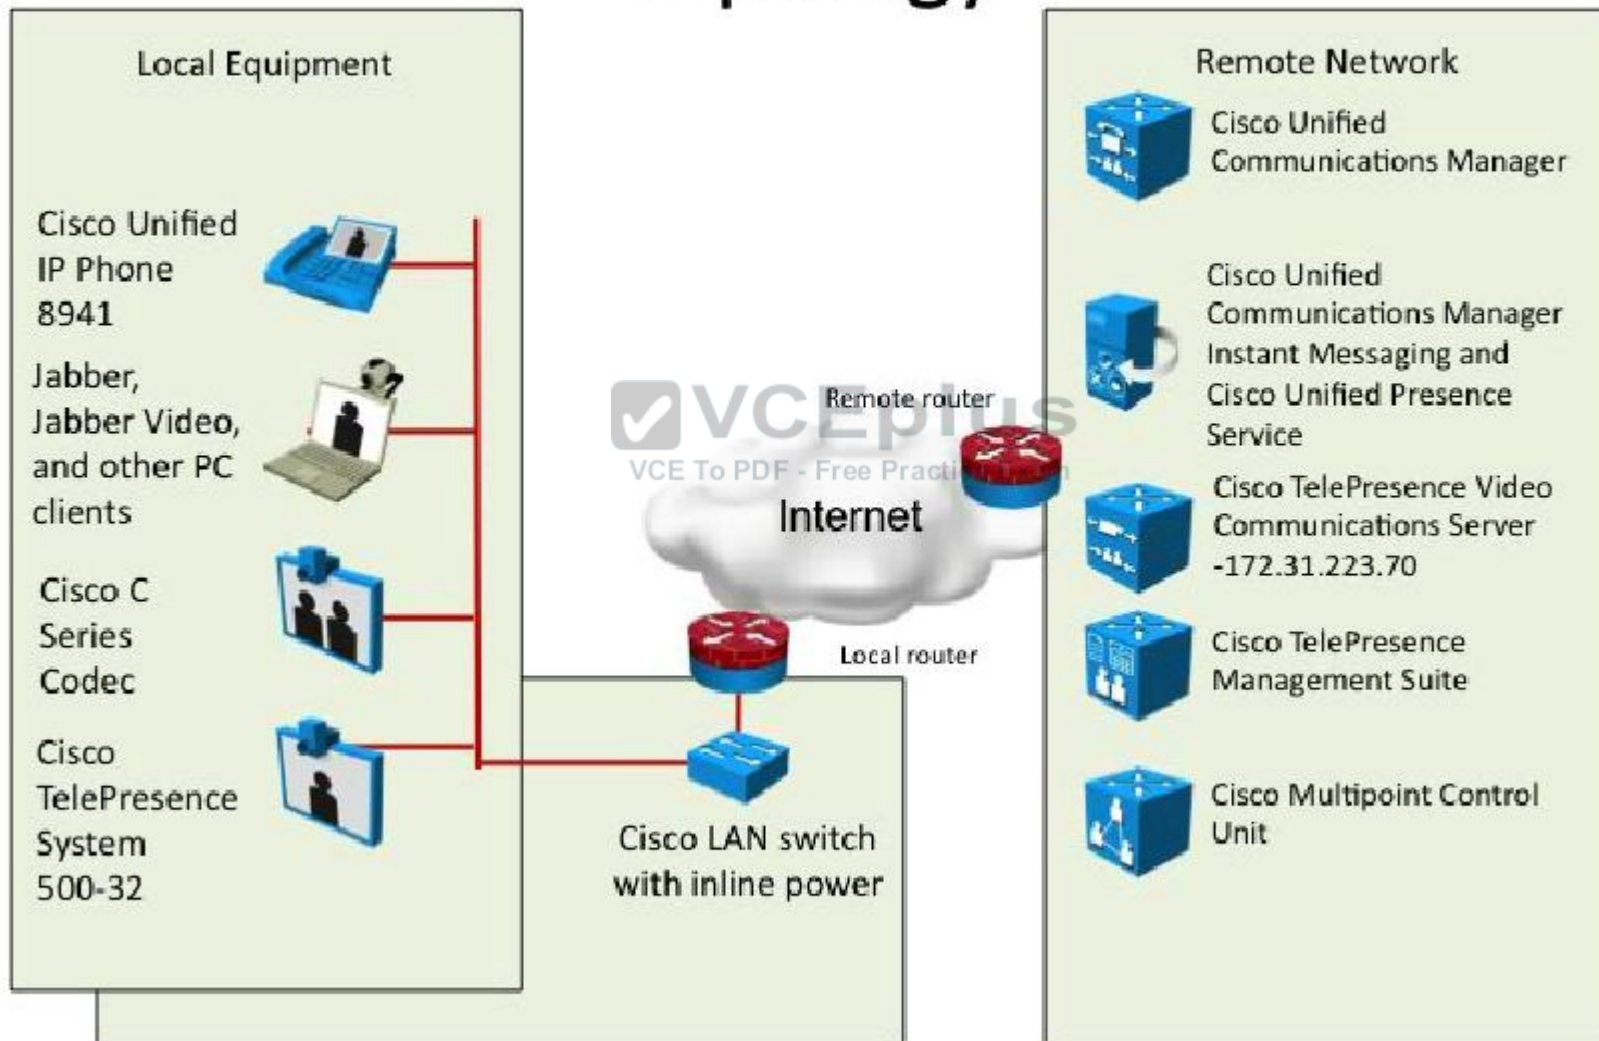 Local Equipment
Cisco Unified
IP Phone
8941
Jabber,
Jabber Video,
and other PC
clients
Cisco C
Series
Codec
Cisco
TelePresence
System
500-32
VCEplus
VCE To PDF - Free
Remote router
Internet
Local router
Cisco LAN switch
with inline power
Remote Network
Cisco Unified
Communications Manager
Cisco Unified
Communications Manager
Instant Messaging and
Cisco Unified Presence
Service
Cisco TelePresence Video
Communications Server
-172.31.223.70
Cisco TelePresence
Management Suite
Cisco Multipoint Control
Unit